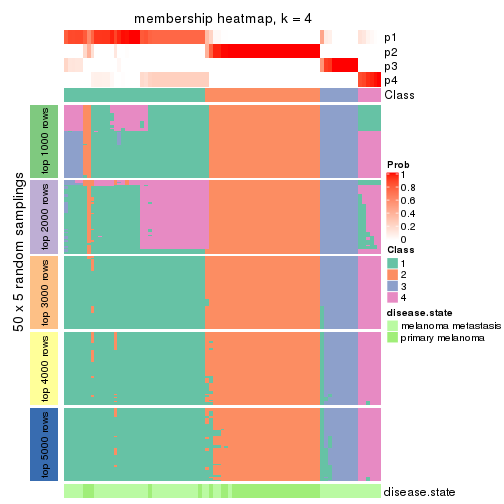 membership heatmap, k = 4
p1
p2
p3
p4
Class
50 x 5 random samplings
top 1000 rows
top 2000 rows
top 3000 rows
top 4000 rows
top 5000 rows
Prob
1
0.8
0.6
0.4
0.2
0
Class
1
2
3
4
disease.state
melanoma metastasis
primary melanoma
disease.state